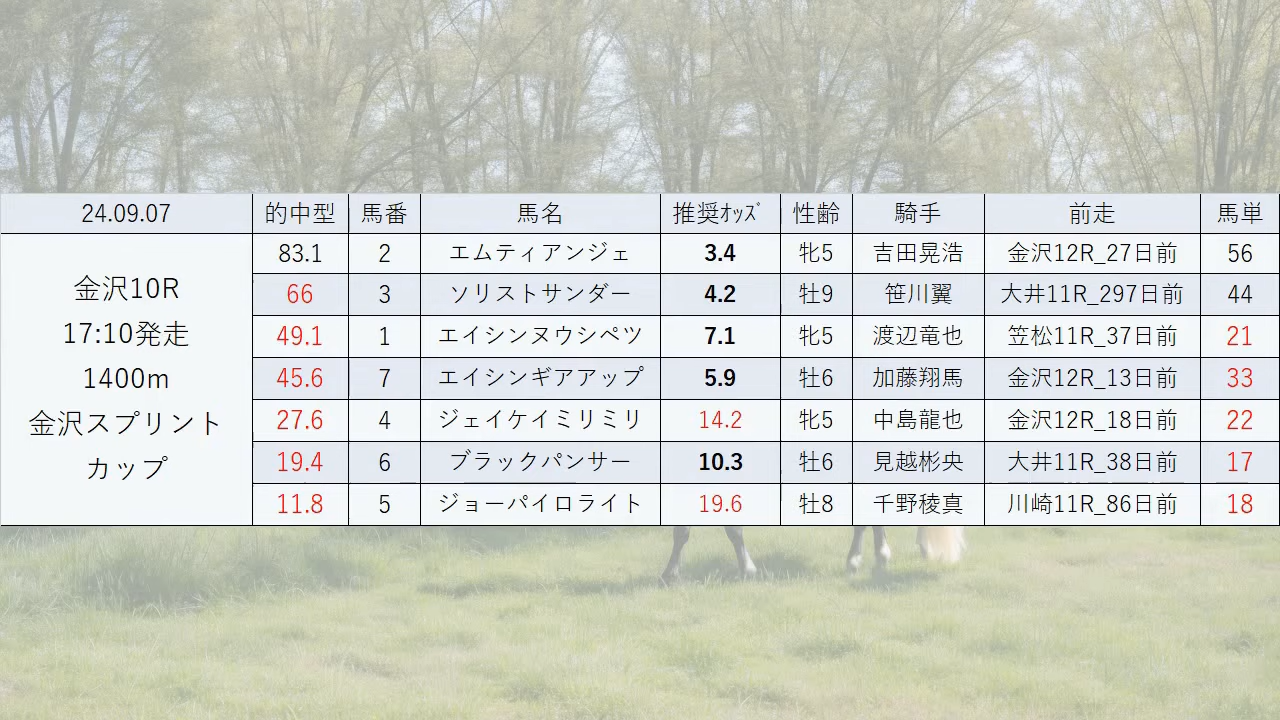 24.09.07 的中型 馬番 馬名 推奨ｵｯｽﾞ 性齢 騎手 前走 馬単
金沢10R
17:10発走
1400m
金沢スプリント
カップ
83.1 2 エムティアンジェ 3.4 牝5 吉田晃浩 金沢12R_27日前 56
66 3 ソリストサンダー 4.2 牡9 笹川翼 大井11R_297日前 44
49.1 1 エイシンヌウシペツ 7.1 牝5 渡辺竜也 笠松11R_37日前 21
45.6 7 エイシンギアアップ 5.9 牡6 加藤翔馬 金沢12R_13日前 33
27.6 4 ジェイケイミリミリ 14.2 牝5 中島龍也 金沢12R_18日前 22
19.4 6 ブラックパンサー 10.3 牡6 見越彬央 大井11R_38日前 17
11.8 5 ジョーパイロライト 19.6 牡8 千野稜真 川崎11R_86日前 18